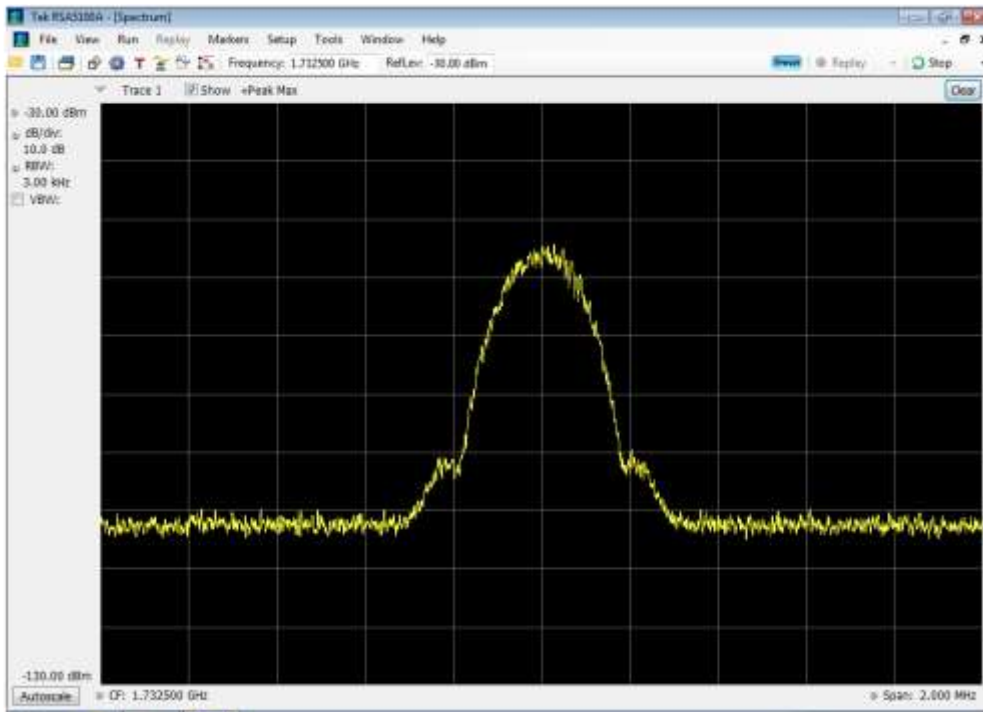 Tek RSA5100A - [Spectrum]
File View Run Replay Markers Setup Tools Window Help
Frequency: 1.732500 GHz RefLev: -30.00 dBm Preset Replay Stop
Trace 1 Show +Peak Max Clear
-30.00 dBm
dB/div:
10.0 dB
RBW:
3.00 kHz
VBW:
-130.00 dBm
Autoscale CF: 1.732500 GHz Span: 2.000 MHz